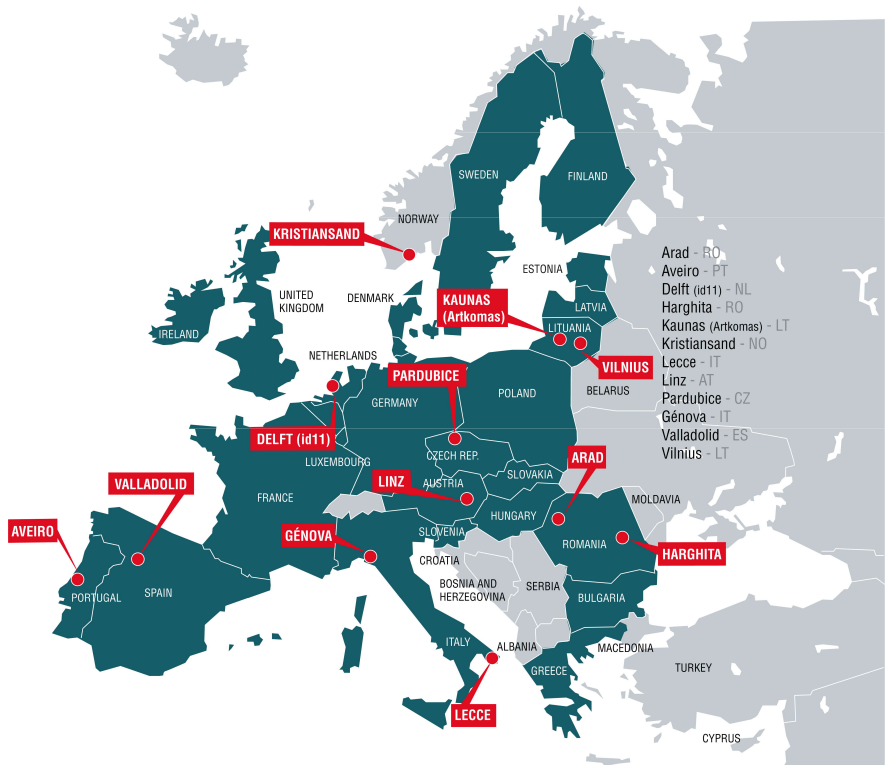 SWEDEN
FINLAND
NORWAY
KRISTIANSAND
ESTONIA
UNITED
KINGDOM
DENMARK
KAUNAS
(Artkomas)
LATVIA
LITUANIA
IRELAND
NETHERLANDS
VILNIUS
PARDUBICE
BELARUS
POLAND
GERMANY
DELFT (id11)
CZECH REP.
LUXEMBOURG
ARAD
SLOVAKIA
VALLADOLID
LINZ
AUSTRIA
FRANCE
MOLDAVIA
HUNGARY
AVEIRO
GÉNOVA
SLOVENIA
ROMANIA
HARGHITA
CROATIA
BOSNIA AND
HERZEGOVINA
SERBIA
PORTUGAL
SPAIN
BULGARIA
ITALY
ALBANIA
MACEDONIA
GREECE
TURKEY
LECCE
CYPRUS
Arad - RO
Aveiro - PT
Delft (id11) - NL
Harghita - RO
Kaunas (Artkomas) - LT
Kristiansand - NO
Lecce - IT
Linz - AT
Pardubice - CZ
Génova - IT
Valladolid - ES
Vilnius - LT